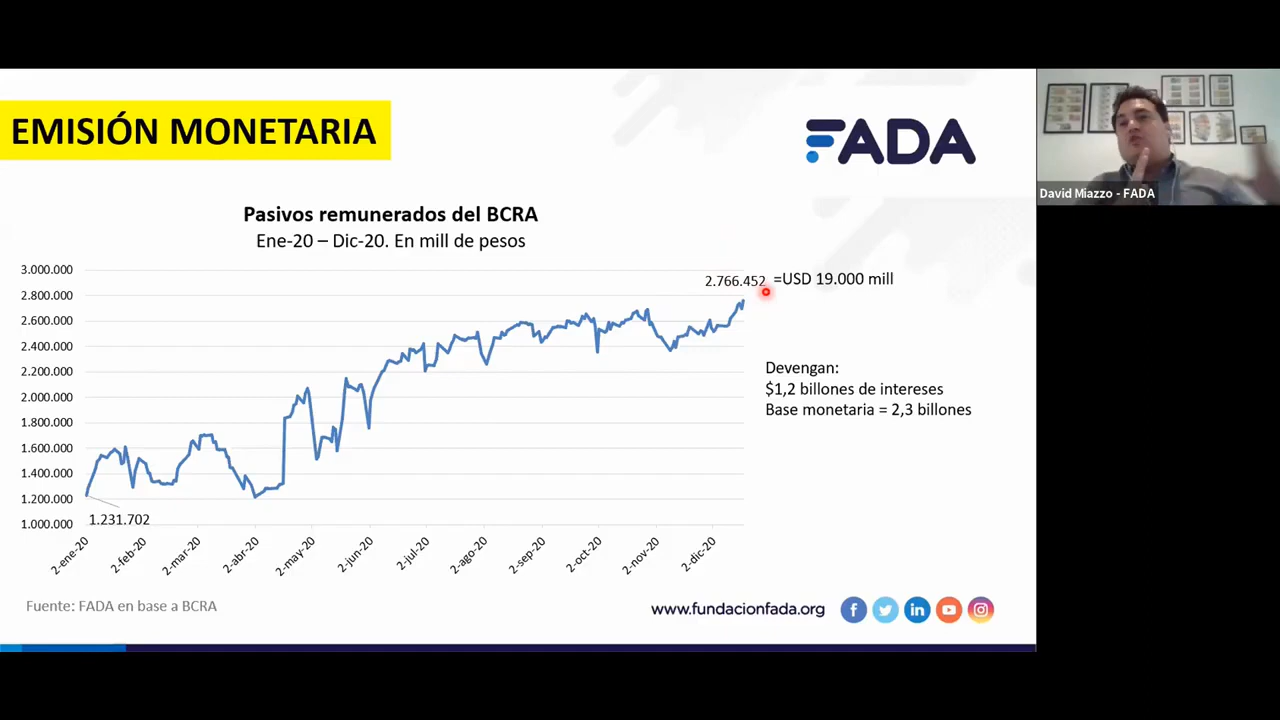 EMISIÓN MONETARIA
FADA
David Miazzo - FADA
Pasivos remunerados del BCRA
Ene-20 – Dic-20. En mill de pesos
3.000.000
2.800.000
2.600.000
2.400.000
2.200.000
2.000.000
1.800.000
1.600.000
1.400.000
1.200.000
1.000.000
2.766.452 =USD 19.000 mill
1.231.702
Devengan:
$1,2 billones de intereses
Base monetaria = 2,3 billones
2-ene-20
2-feb-20
2-mar-20
2-abr-20
2-may-20
2-jun-20
2-jul-20
2-ago-20
2-sep-20
2-oct-20
2-nov-20
2-dic-20
Fuente: FADA en base a BCRA
www.fundacionfada.org